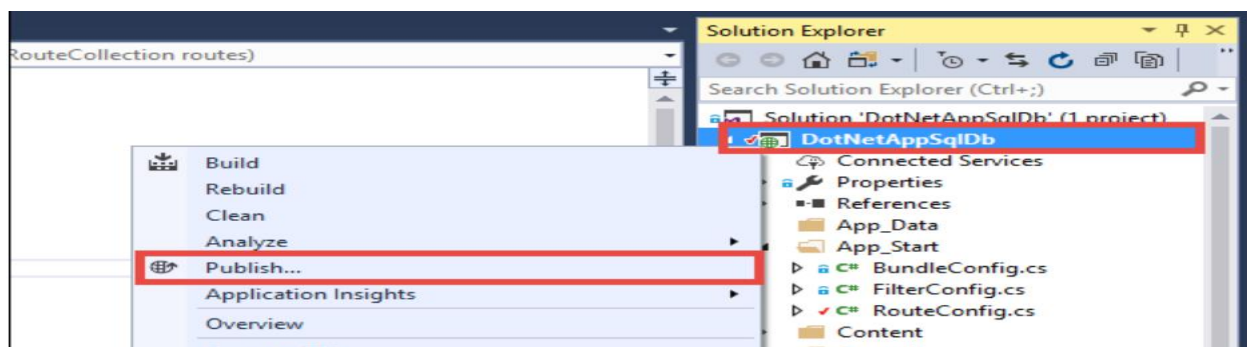 Solution Explorer
RouteCollection routes)
Search Solution Explorer (Ctrl+;)
Solution 'DotNetAppSqlDb' (1 project)
DotNetAppSqlDb
Connected Services
Properties
References
App_Data
App_Start
C# BundleConfig.cs
C# FilterConfig.cs
C# RouteConfig.cs
Content
Build
Rebuild
Clean
Analyze
Publish...
Application Insights
Overview